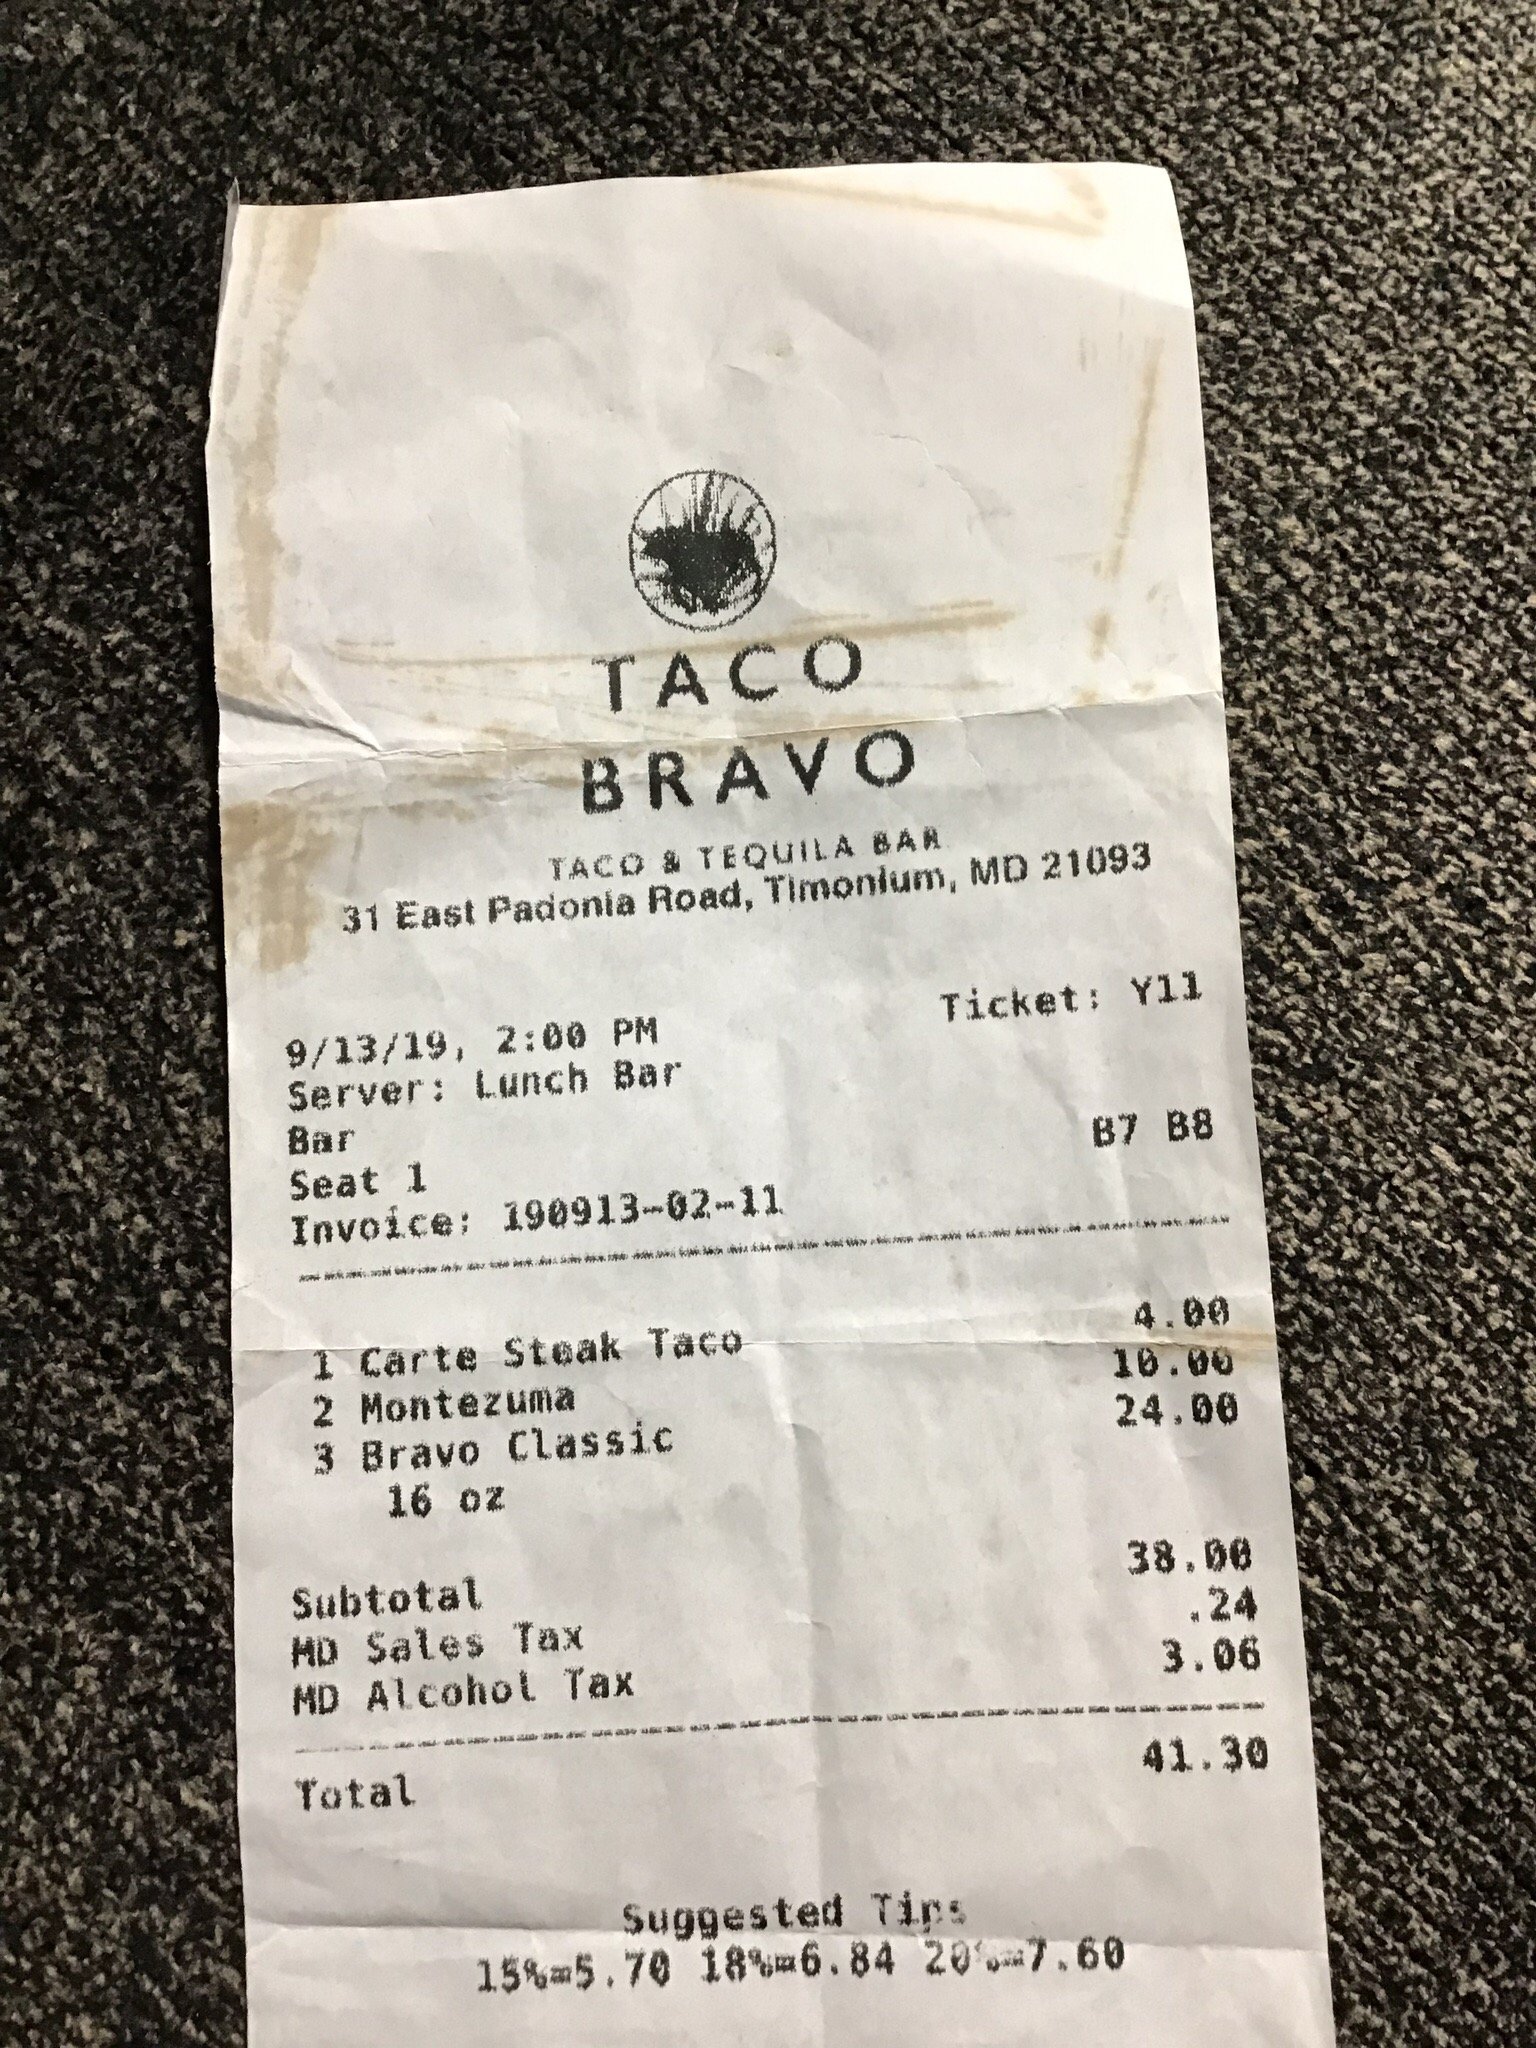 TACO
BRAVO
TACO & TEQUILA BAR
31 East Padonia Road, Timonium, MD 21093
Ticket: Y11
9/13/19, 2:00 PM
Server: Lunch Bar
Bar B7 B8
Seat 1
Invoice: 190913-02-11
1 Carte Steak Taco 4.00
2 Montezuma 10.00
3 Bravo Classic 24.00
16 oz
Subtotal 38.00
MD Sales Tax .24
MD Alcohol Tax 3.06
Total 41.30
Suggested Tips
15%=5.70 18%=6.84 20%=7.60